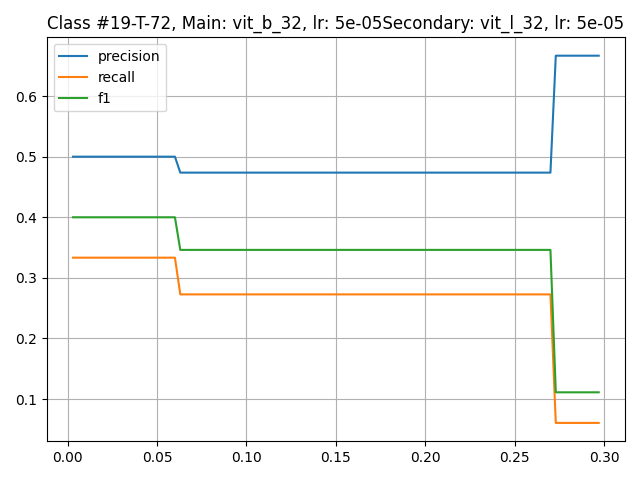 Class #19-T-72, Main: vit_b_32, lr: 5e-05Secondary: vit_l_32, lr: 5e-05
precision
recall
f1
0.6
0.5
0.4
0.3
0.2
0.1
0.00 0.05 0.10 0.15 0.20 0.25 0.30